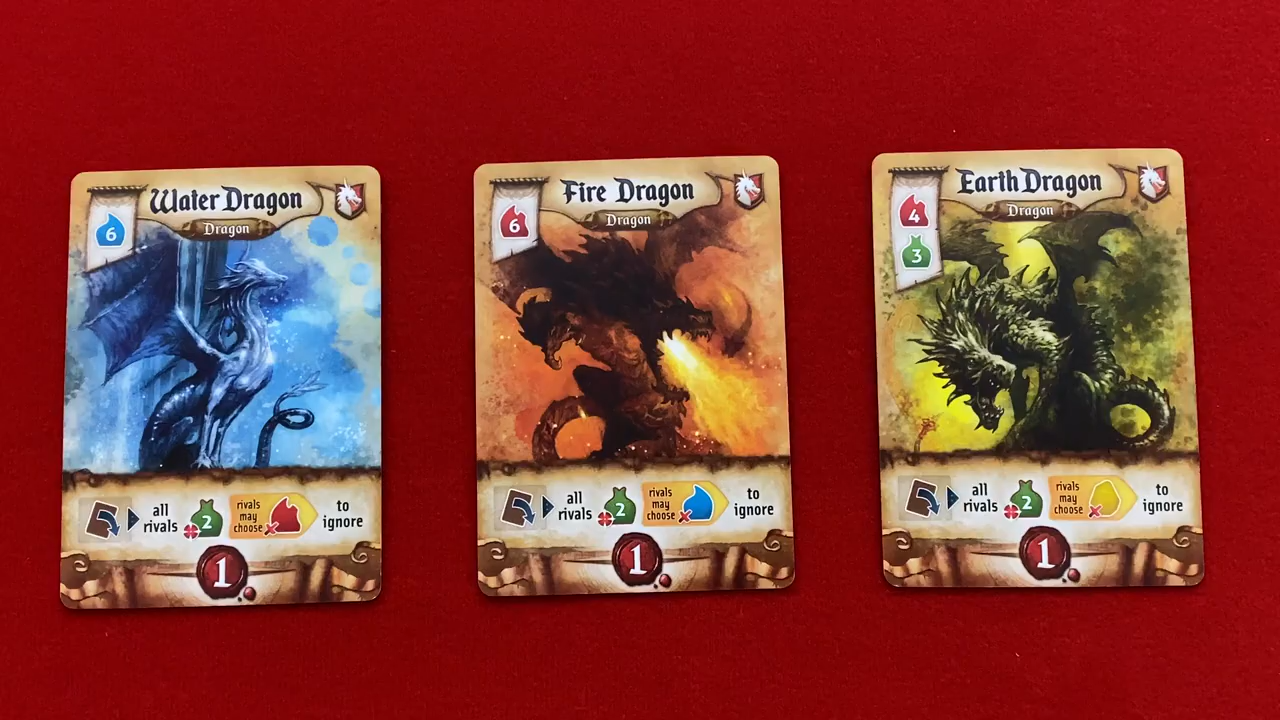 Water Dragon
Dragon
6
all
rivals
2
rivals
may
choose
to
ignore
1
Fire Dragon
Dragon
6
all
rivals
2
rivals
may
choose
to
ignore
1
Earth Dragon
Dragon
4
3
all
rivals
2
rivals
may
choose
to
ignore
1